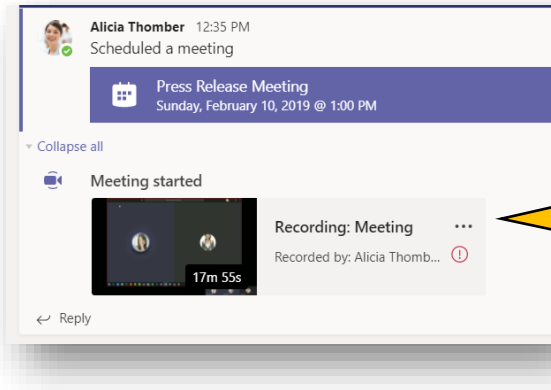 Alicia Thomber 12:35 PM
Scheduled a meeting
Press Release Meeting
Sunday, February 10, 2019 @ 1:00 PM
Collapse all
Meeting started
Recording: Meeting ...
Recorded by: Alicia Thomb...
17m 55s
Reply